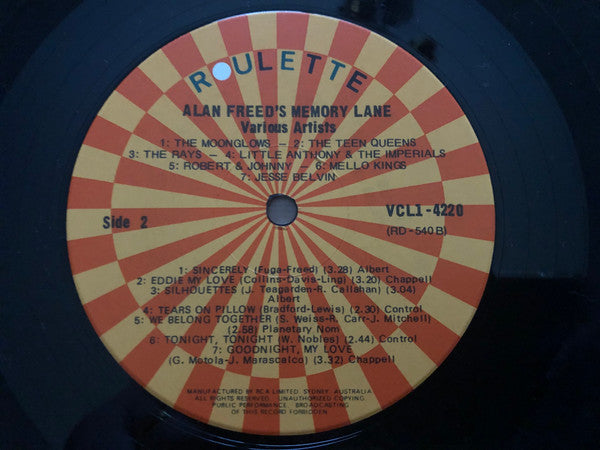 ROULETTE
ALAN FREED'S MEMORY LANE
Various Artists
1: THE MOONGLOWS – 2: THE TEEN QUEENS
3: THE RAYS – 4: LITTLE ANTHONY & THE IMPERIALS
5: ROBERT & JOHNNY – 6: MELLO KINGS
7: JESSE BELVIN
Side 2
VCL1-4220
(RD-540B)
1: SINCERELY (Fuga-Freed) (3.28) Albert
2: EDDIE MY LOVE (Collins-Davis-Ling) (3.20) Chappell
3: SILHOUETTES (J. Teagarden-R. Callahan) (3.04)
Albert
4: TEARS ON PILLOW (Bradford-Lewis) (2.30) Control
5: WE BELONG TOGETHER (S. Weiss-R. Carr-J. Mitchell)
(2.58) Planetary Nom
6: TONIGHT, TONIGHT (W. Nobles) (2.44) Control
7: GOODNIGHT, MY LOVE
(G. Motola-J. Marascalco) (3.32) Chappell
MANUFACTURED BY RCA LIMITED, SYDNEY, AUSTRALIA
ALL RIGHTS RESERVED. UNAUTHORIZED COPYING
PUBLIC PERFORMANCE, BROADCASTING
OF THIS RECORD FORBIDDEN